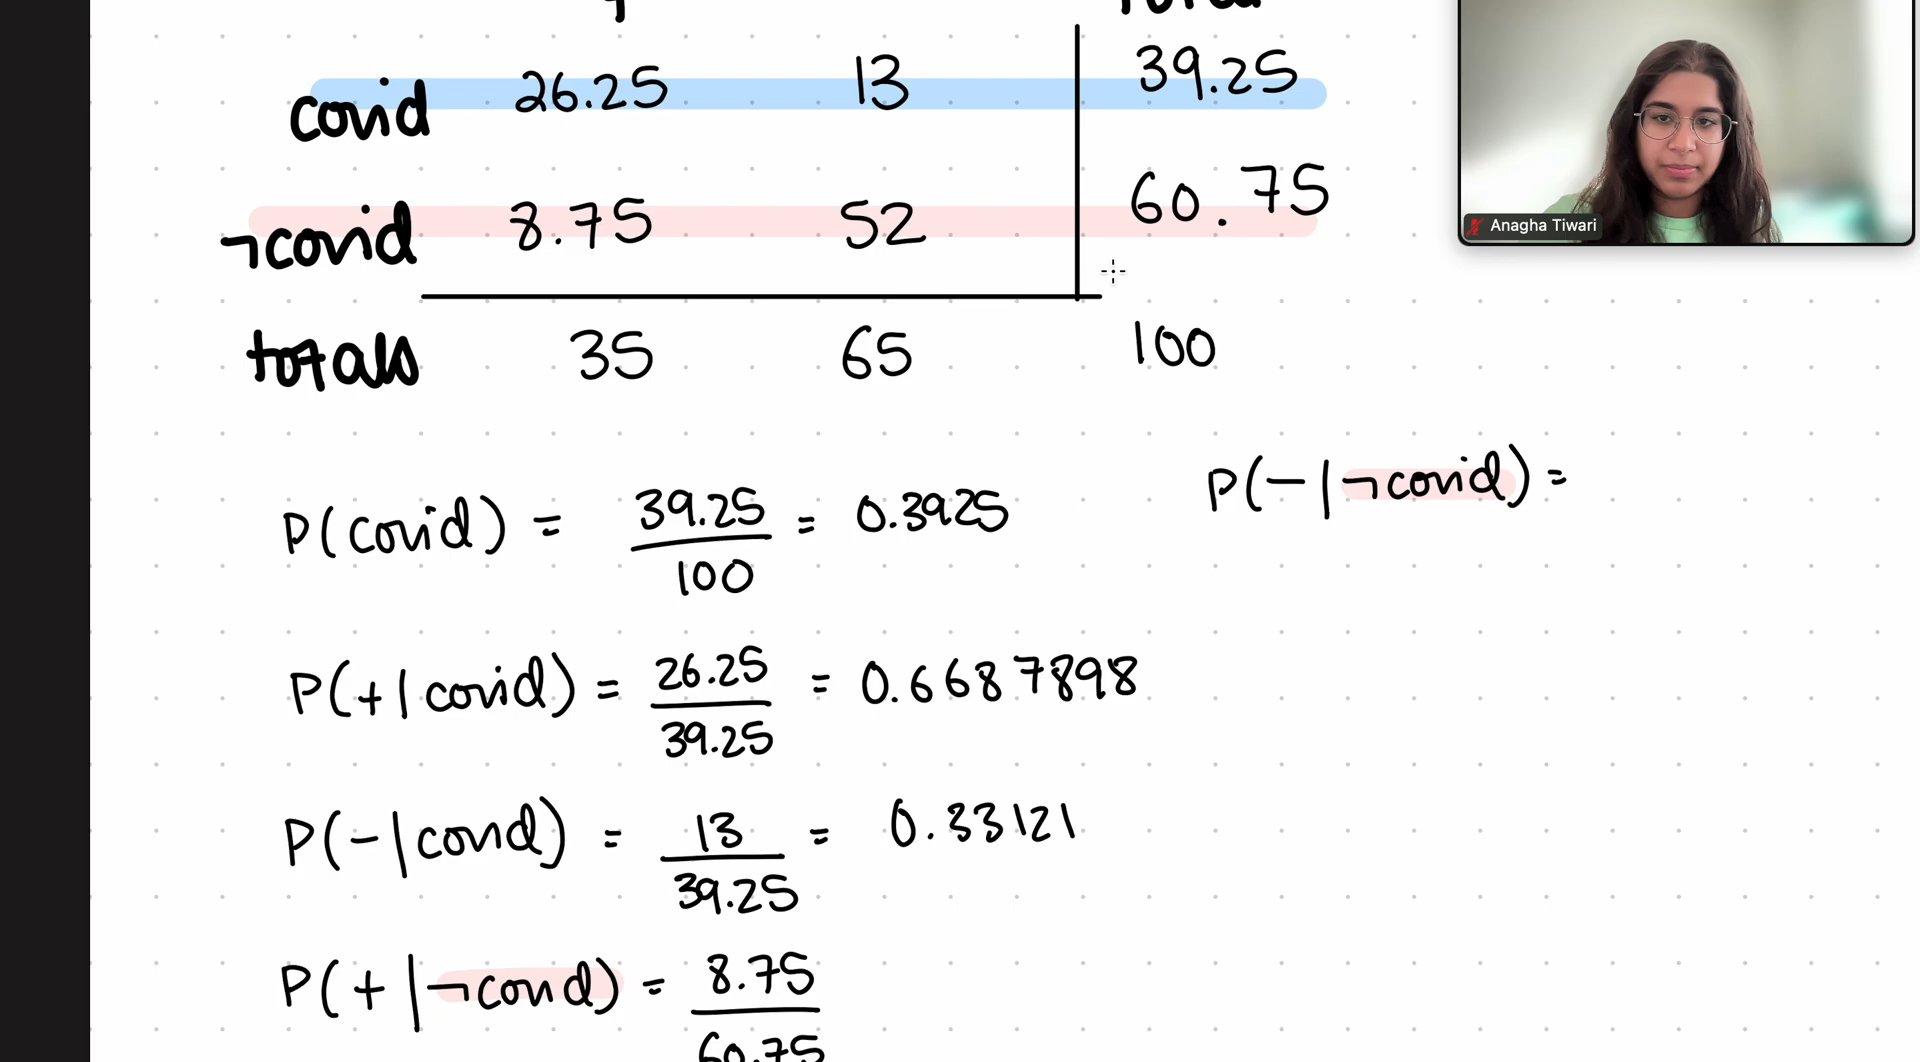 covid 26.25 13 39.25
¬covid 8.75 52 60.75
totals 35 65 100
P(covid) = 39.25/100 = 0.3925
P(+|covid) = 26.25/39.25 = 0.6687898
P(-|covid) = 13/39.25 = 0.33121
P(+|¬covid) = 8.75/60.75
P(-|¬covid) =
Anagha Tiwari